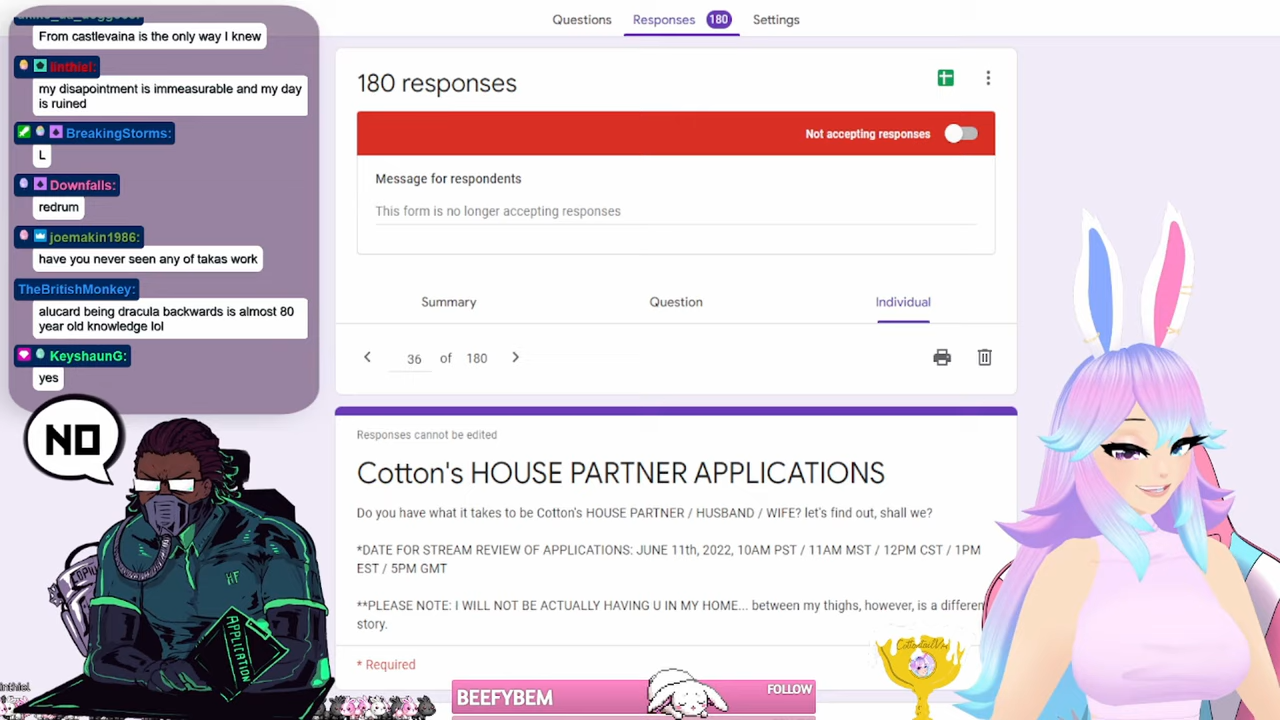 From castlevaina is the only way I knew
linthiel:
my disapointment is immeasurable and my day
is ruined
BreakingStorms:
L
Downfalls:
redrum
joemakin1986:
have you never seen any of takas work
TheBritishMonkey:
alucard being dracula backwards is almost 80
year old knowledge lol
KeyshaunG:
yes
NO
HF
APPLICATION
Questions Responses 180 Settings
180 responses
Not accepting responses
Message for respondents
This form is no longer accepting responses
Summary Question Individual
36 of 180
Responses cannot be edited
Cotton's HOUSE PARTNER APPLICATIONS
Do you have what it takes to be Cotton's HOUSE PARTNER / HUSBAND / WIFE? let's find out, shall we?
*DATE FOR STREAM REVIEW OF APPLICATIONS: JUNE 11th, 2022, 10AM PST / 11AM MST / 12PM CST / 1PM
EST / 5PM GMT
**PLEASE NOTE: I WILL NOT BE ACTUALLY HAVING U IN MY HOME... between my thighs, however, is a differen
story.
* Required
BEEFYBEM FOLLOW